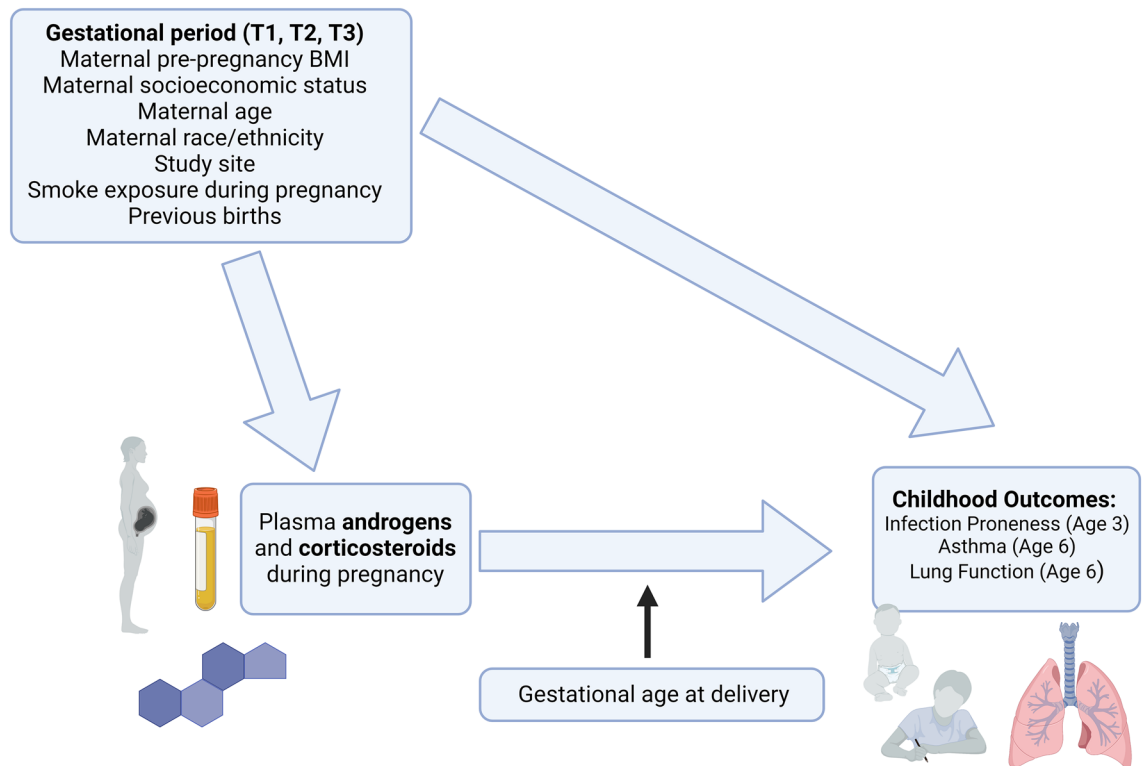 Gestational period (T1, T2, T3)
Maternal pre-pregnancy BMI
Maternal socioeconomic status
Maternal age
Maternal race/ethnicity
Study site
Smoke exposure during pregnancy
Previous births
Plasma androgens
and corticosteroids
during pregnancy
Childhood Outcomes:
Infection Proneness (Age 3)
Asthma (Age 6)
Lung Function (Age 6)
Gestational age at delivery